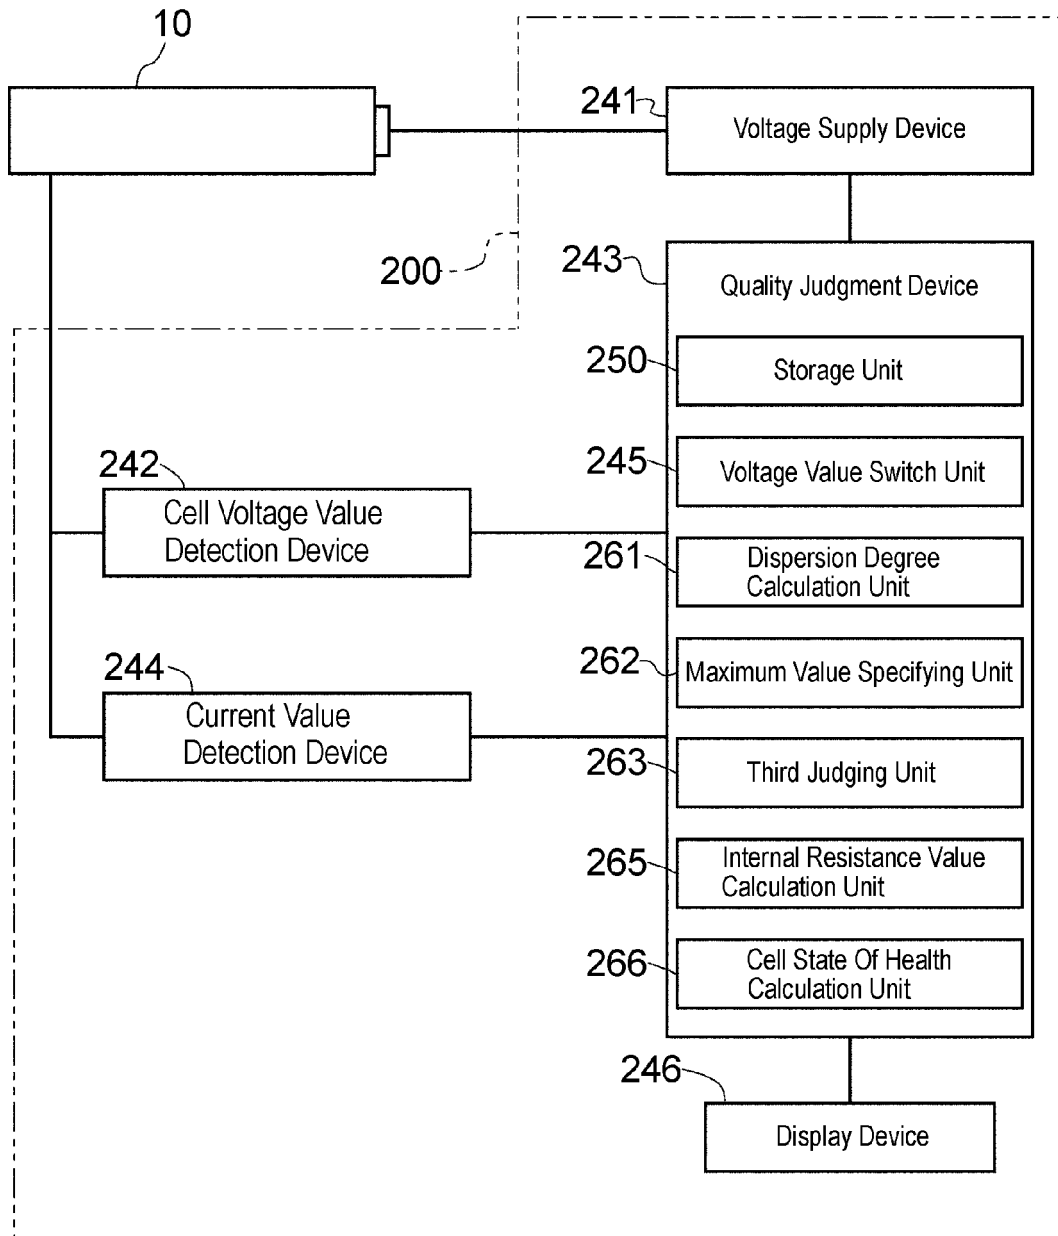 10
241
Voltage Supply Device
200
243
Quality Judgment Device
250
Storage Unit
242
Cell Voltage Value
Detection Device
245
Voltage Value Switch Unit
261
Dispersion Degree
Calculation Unit
244
Current Value
Detection Device
262
Maximum Value Specifying Unit
263
Third Judging Unit
265
Internal Resistance Value
Calculation Unit
266
Cell State Of Health
Calculation Unit
246
Display Device